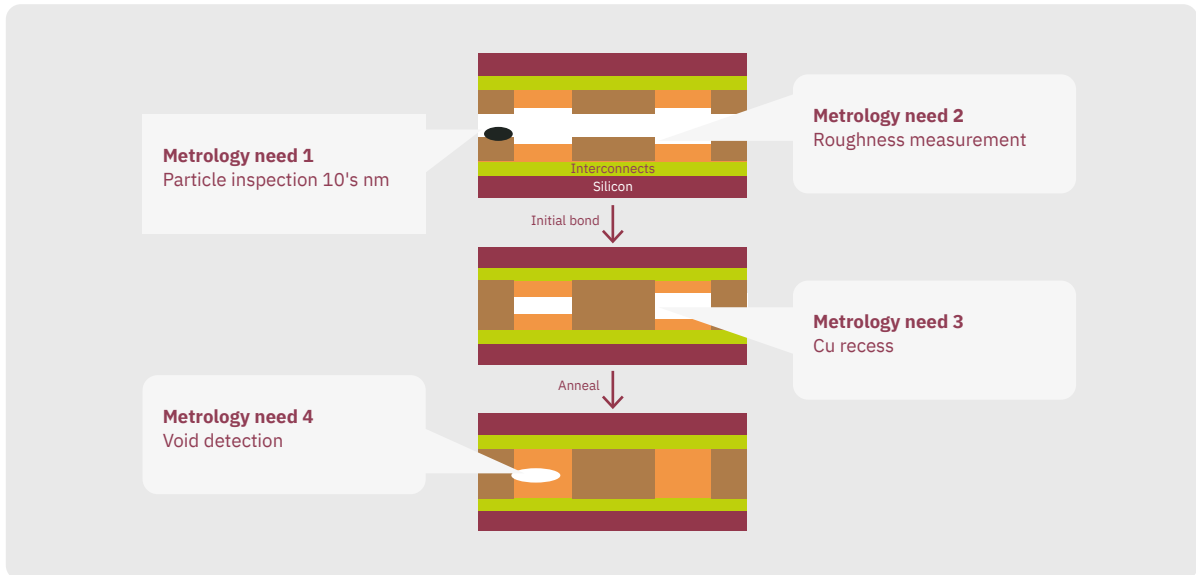 Metrology need 1
Particle inspection 10's nm
Metrology need 2
Roughness measurement
Interconnects
Silicon
Initial bond
Metrology need 3
Cu recess
Anneal
Metrology need 4
Void detection